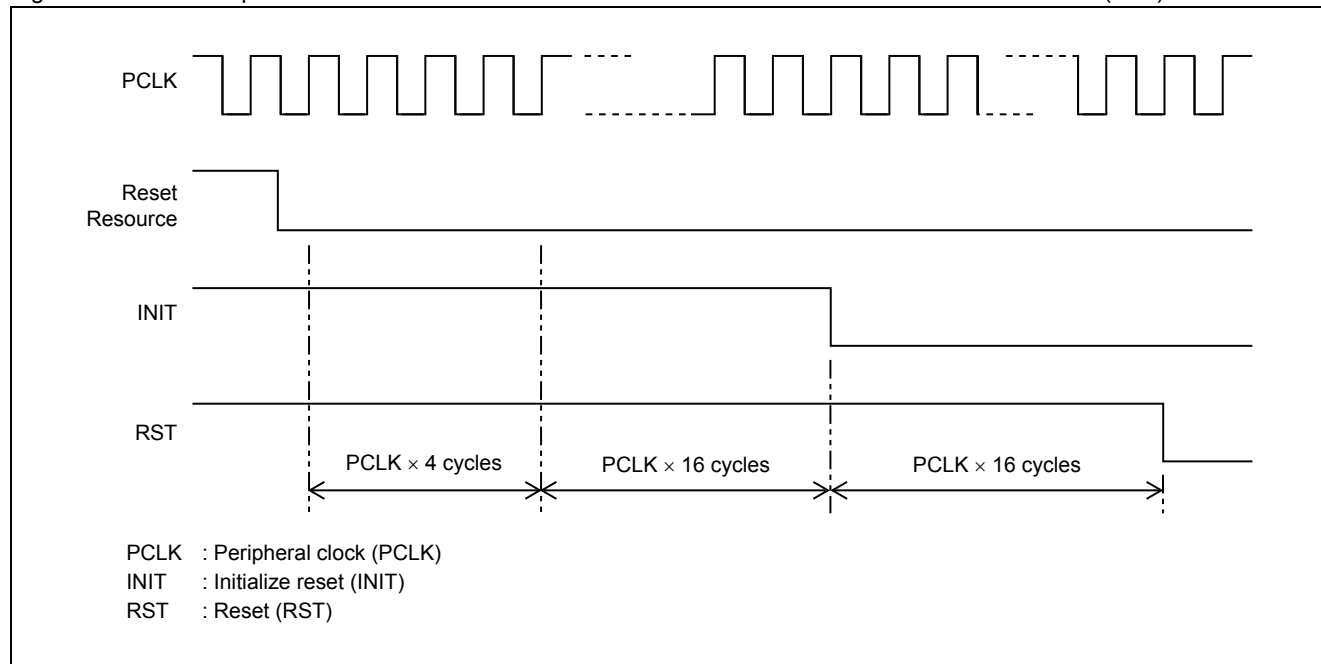 PCLK
Reset
Resource
INIT
RST
PCLK × 4 cycles PCLK × 16 cycles PCLK × 16 cycles
PCLK : Peripheral clock (PCLK)
INIT : Initialize reset (INIT)
RST : Reset (RST)